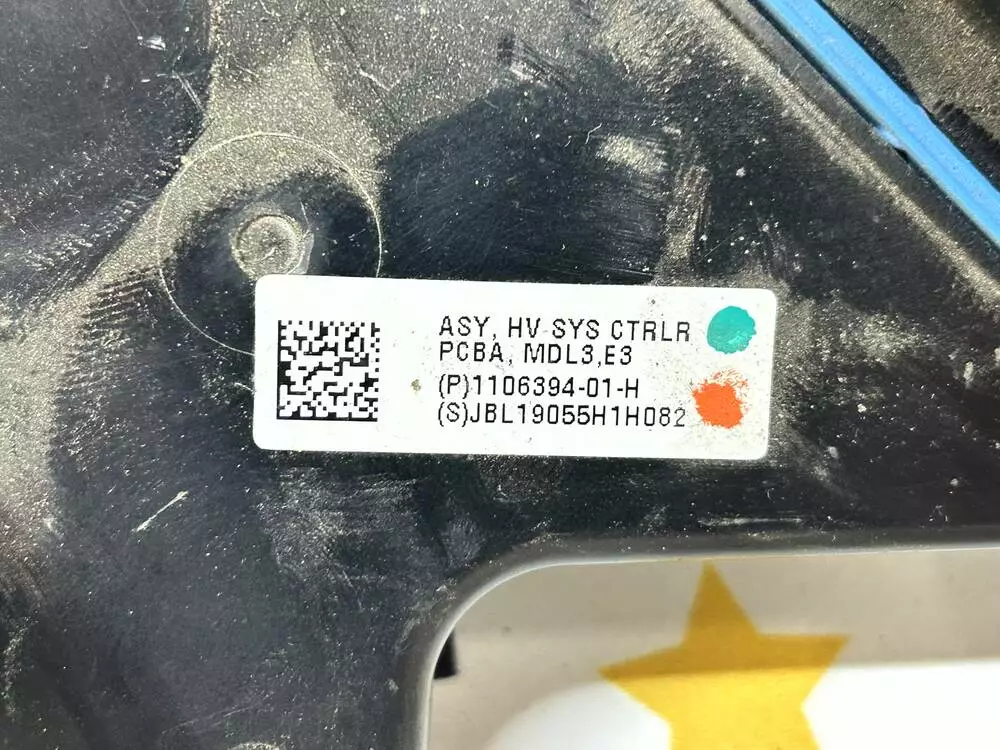 ASY, HV SYS CTRLR
PCBA, MDL3,E3
(P)1106394-01-H
(S)JBL19055H1H082